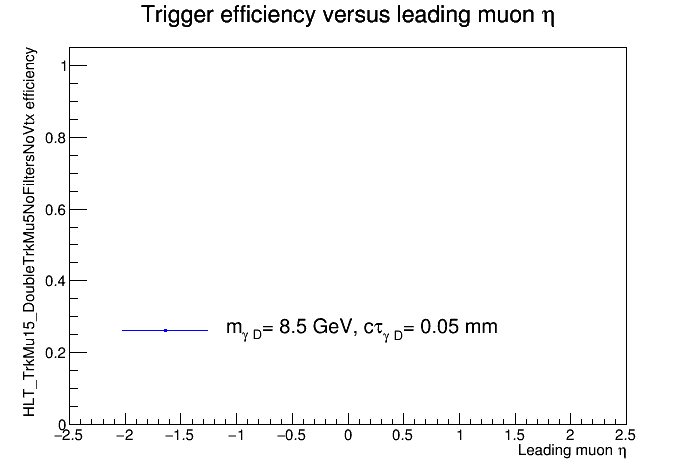 Trigger efficiency versus leading muon η
HLT_TrkMu15_DoubleTrkMu5NoFiltersNoVtx efficiency
1
0.8
0.6
0.4
0.2
0
m_γ D= 8.5 GeV, cτ_γ D= 0.05 mm
−2.5 −2 −1.5 −1 −0.5 0 0.5 1 1.5 2 2.5
Leading muon η